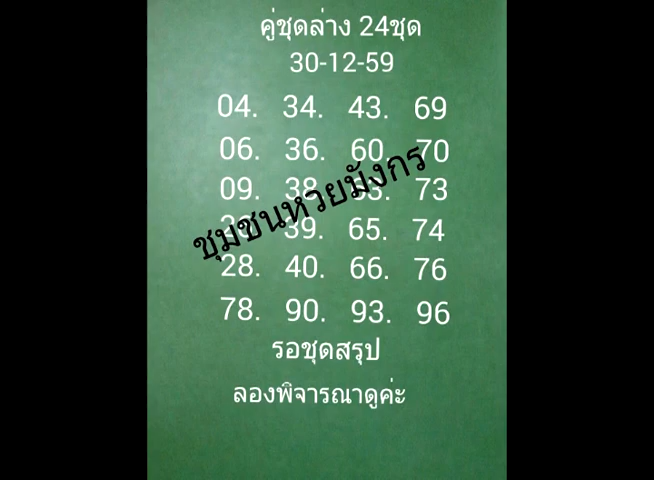 คู่ชุดล่าง 24ชุด
30-12-59
04. 34. 43. 69
06. 36. 60. 70
09. 38. 63. 73
39. 65. 74
28. 40. 66. 76
78. 90. 93. 96
ชุมชนหวยมังกร
รอชุดสรุป
ลองพิจารณาดูค่ะ